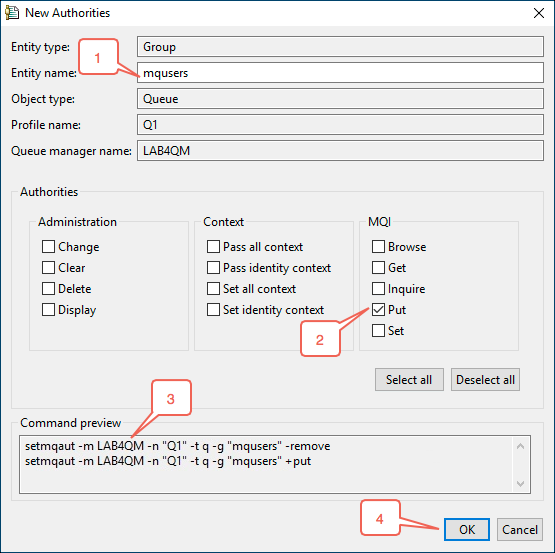 New Authorities
Entity type: Group
1
Entity name: mqusers
Object type: Queue
Profile name: Q1
Queue manager name: LAB4QM
Authorities
Administration
Change
Clear
Delete
Display
Context
Pass all context
Pass identity context
Set all context
Set identity context
MQI
Browse
Get
Inquire
Put
Set
2
Select all Deselect all
3
Command preview
setmqaut -m LAB4QM -n "Q1" -t q -g "mqusers" -remove
setmqaut -m LAB4QM -n "Q1" -t q -g "mqusers" +put
4
OK Cancel